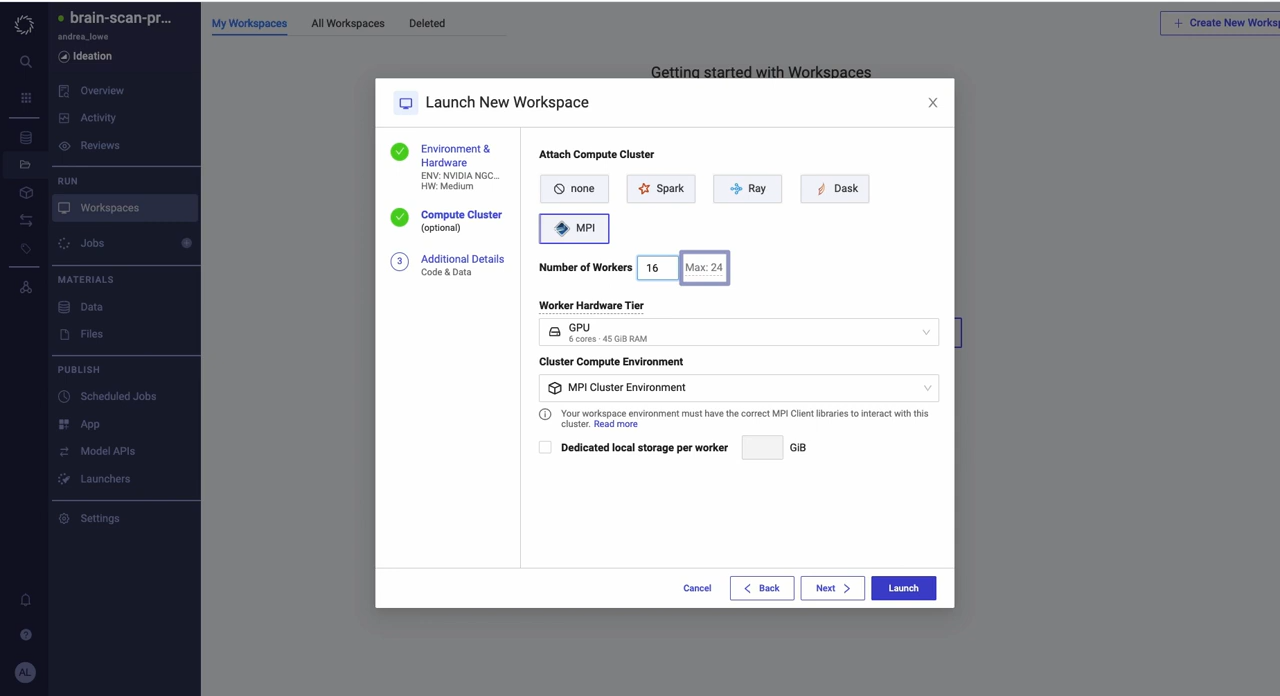 brain-scan-pr...
andrea_lowe
Ideation
Overview
Activity
Reviews
RUN
Workspaces
Jobs
MATERIALS
Data
Files
PUBLISH
Scheduled Jobs
App
Model APIs
Launchers
Settings
AL
My Workspaces All Workspaces Deleted
+ Create New Worksp
Getting started with Workspaces
Launch New Workspace
Environment &
Hardware
ENV: NVIDIA NGC...
HW: Medium
Compute Cluster
(optional)
3 Additional Details
Code & Data
Attach Compute Cluster
none Spark Ray Dask
MPI
Number of Workers 16 Max: 24
Worker Hardware Tier
GPU
6 cores · 45 GiB RAM
Cluster Compute Environment
MPI Cluster Environment
Your workspace environment must have the correct MPI Client libraries to interact with this
cluster. Read more
Dedicated local storage per worker GiB
Cancel Back Next Launch